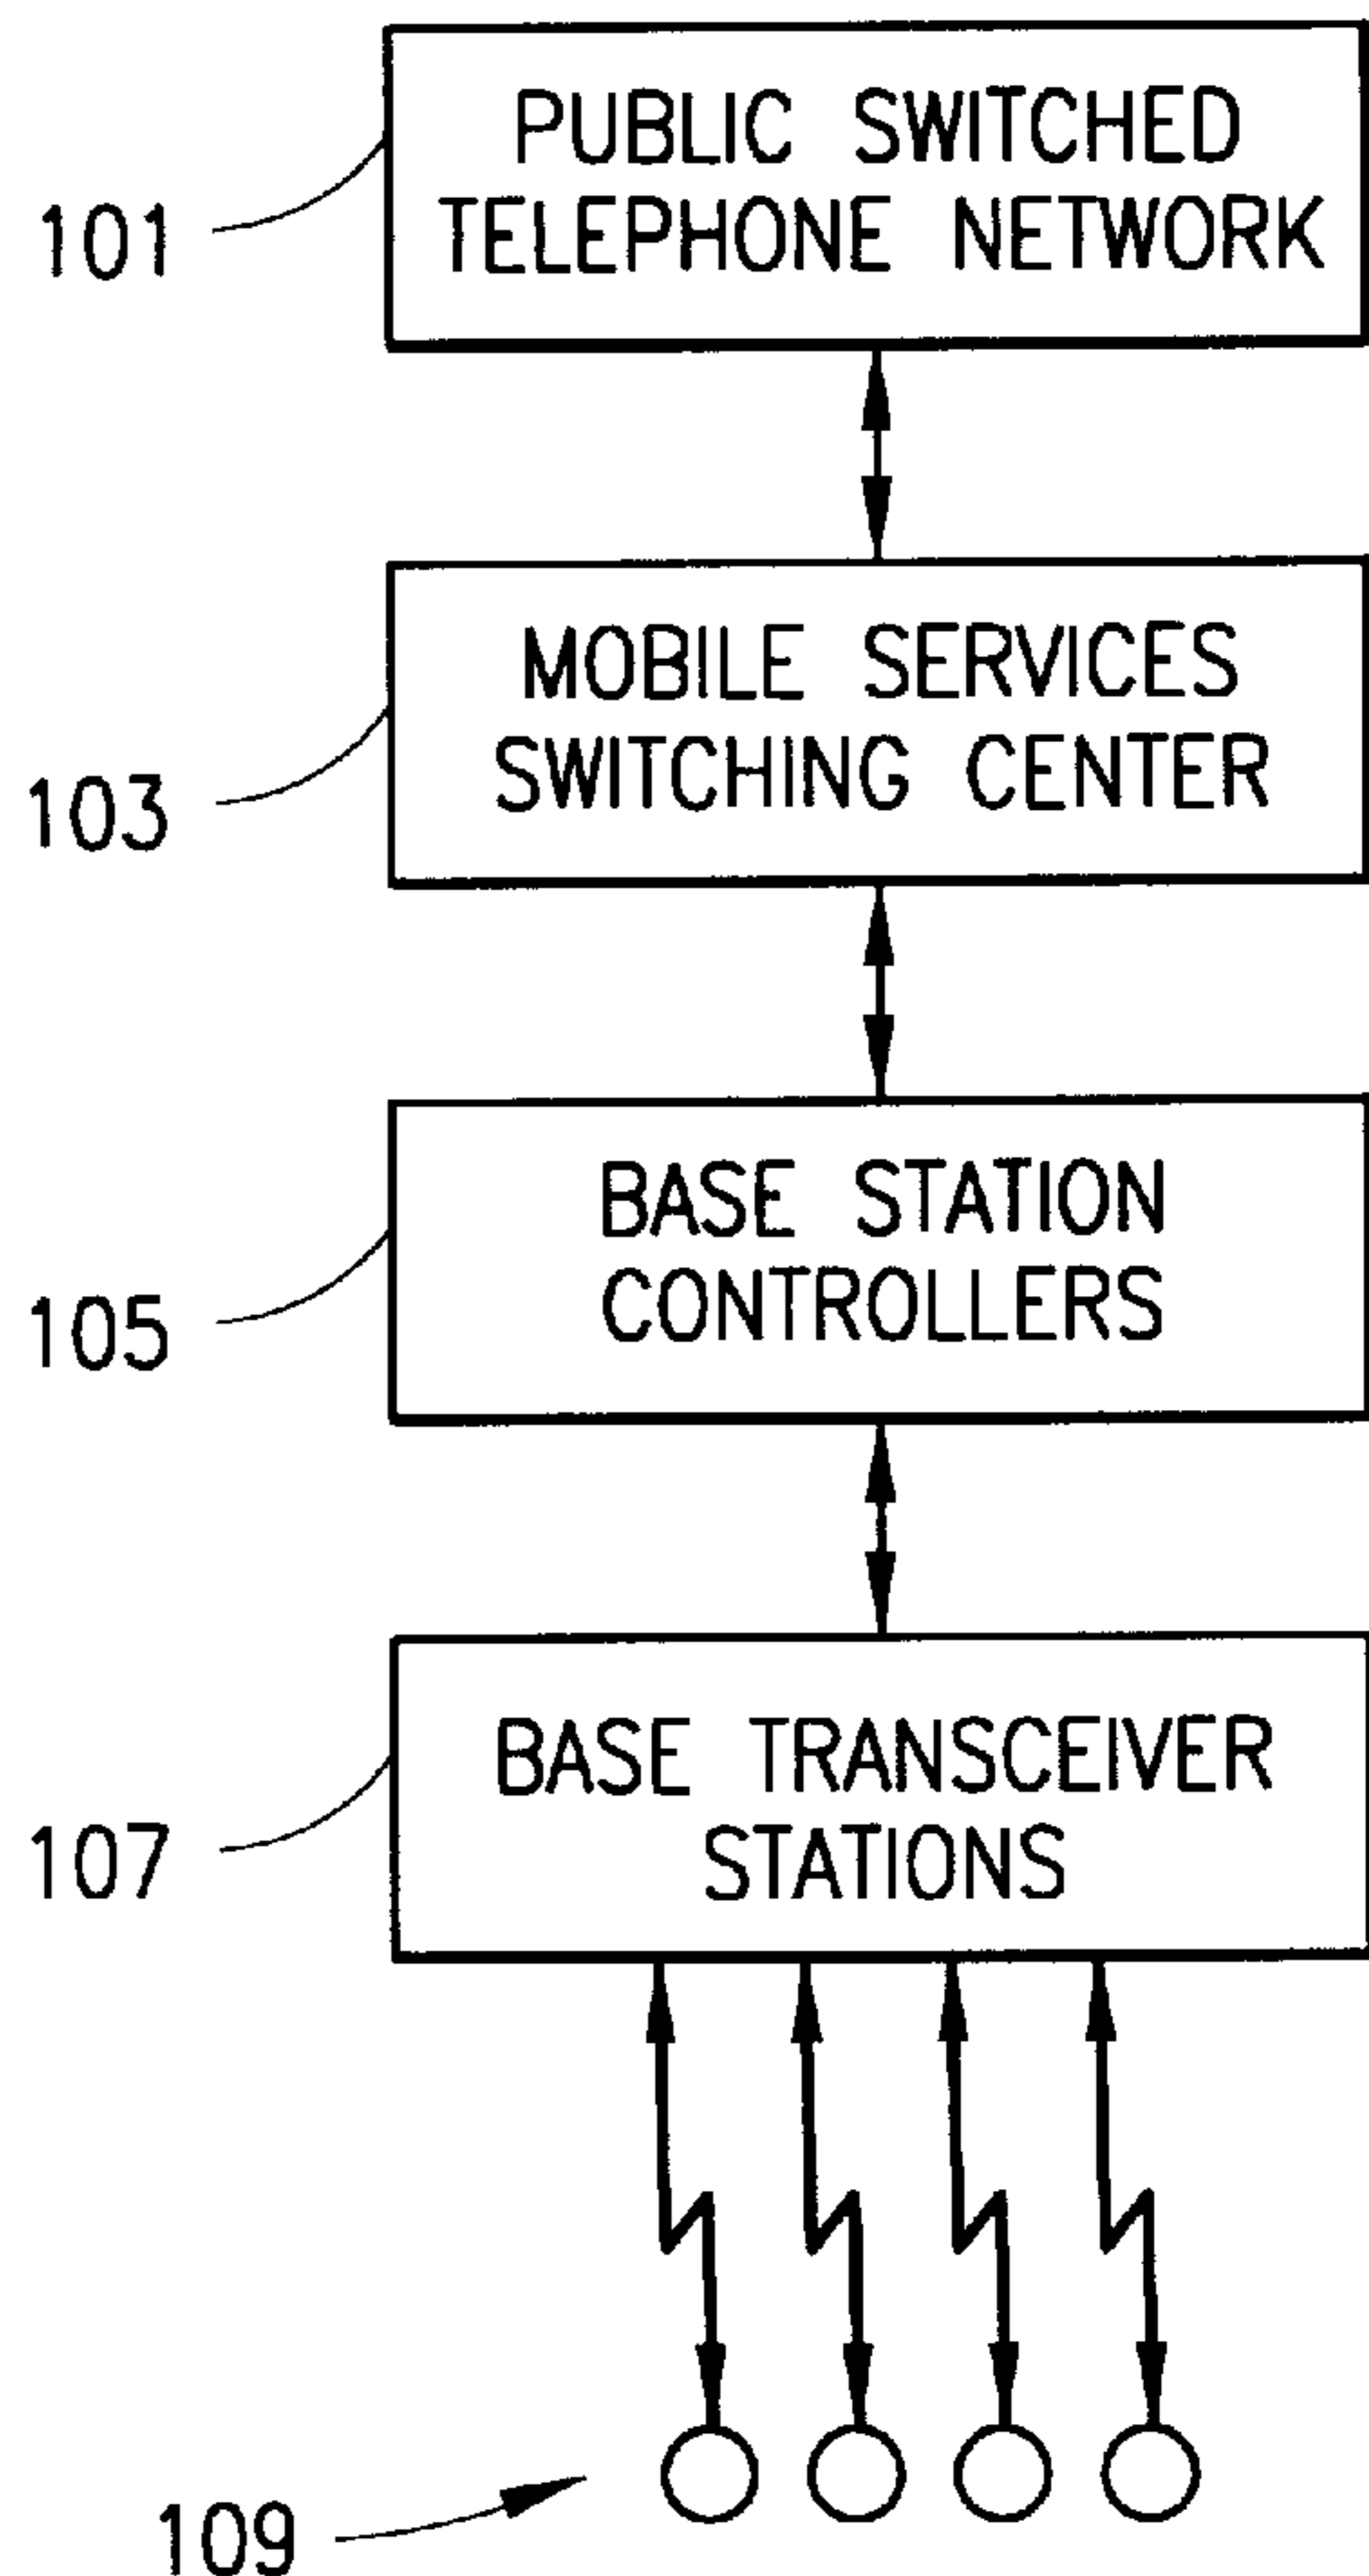 PUBLIC SWITCHED
TELEPHONE NETWORK
101
MOBILE SERVICES
SWITCHING CENTER
103
BASE STATION
CONTROLLERS
105
BASE TRANSCEIVER
STATIONS
107
109